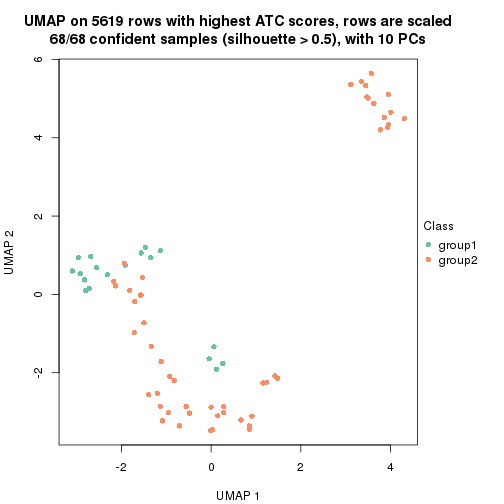 UMAP on 5619 rows with highest ATC scores, rows are scaled
68/68 confident samples (silhouette > 0.5), with 10 PCs
6
4
2
0
-2
UMAP 2
-2
0
2
4
UMAP 1
Class
group1
group2